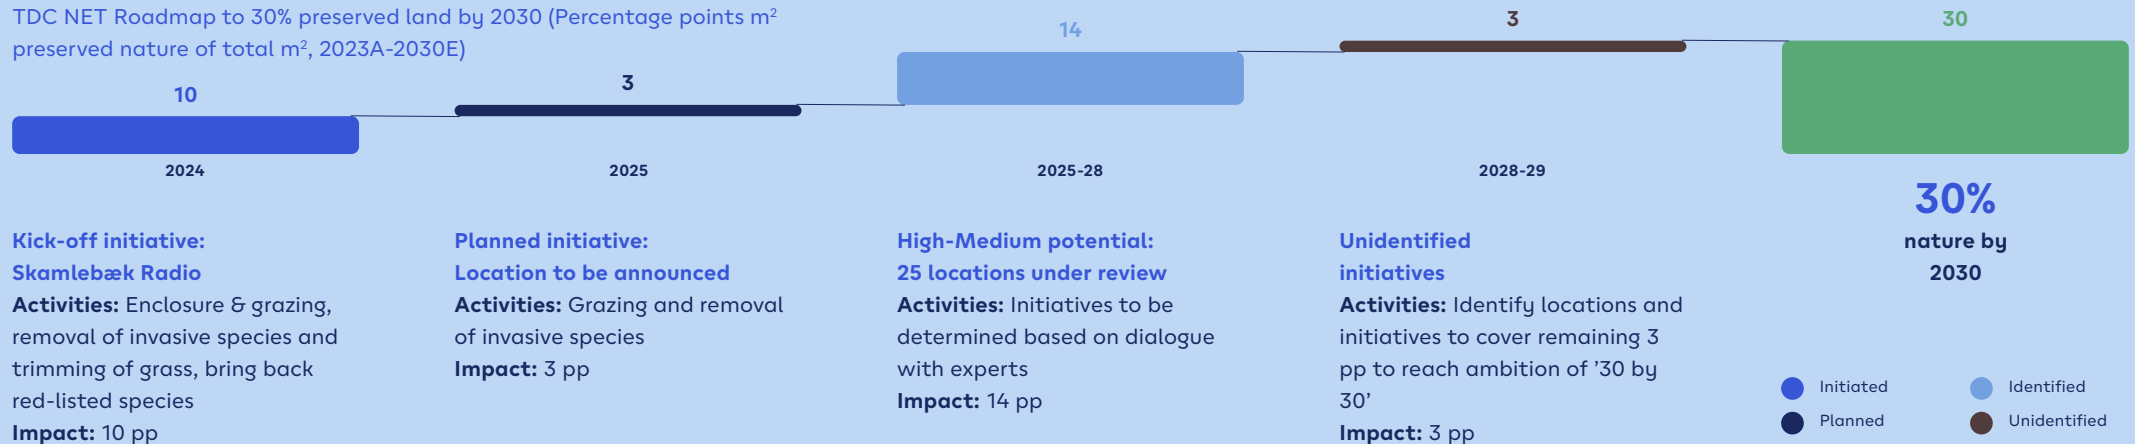 TDC NET Roadmap to 30% preserved land by 2030 (Percentage points m²
preserved nature of total m², 2023A-2030E)
10
3
14
3
30
2024
2025
2025-28
2028-29
Kick-off initiative:
Skamlebæk Radio
Activities: Enclosure & grazing,
removal of invasive species and
trimming of grass, bring back
red-listed species
Impact: 10 pp
Planned initiative:
Location to be announced
Activities: Grazing and removal
of invasive species
Impact: 3 pp
High-Medium potential:
25 locations under review
Activities: Initiatives to be
determined based on dialogue
with experts
Impact: 14 pp
Unidentified
initiatives
Activities: Identify locations and
initiatives to cover remaining 3
pp to reach ambition of ’30 by
30’
Impact: 3 pp
30%
nature by
2030
Initiated
Identified
Planned
Unidentified